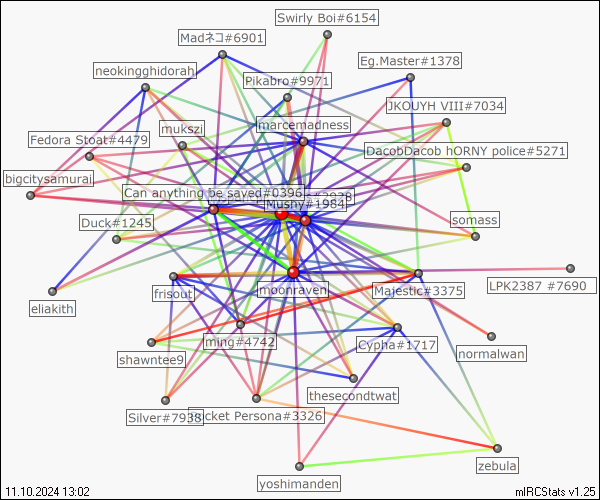 Swirly Boi#6154
Madネコ#6901
Eg.Master#1378
neokingghidorah
Pikabro#9971
JKOUYH VIII#7034
mukszi
marcemadness
Fedora Stoat#4479
DacobDacob hORNY police#5271
bigcitysamurai
Can anything be sayed#0396
Mushy#1984
Duck#1245
somass
eliakith
frisout
moonraven
Majestic#3375
LPK2387 #7690
ming#4742
Cypha#1717
shawntee9
normalwan
thesecondtwat
Silver#7938
cket Persona#3326
zebula
yoshimanden
11.10.2024 13:02
mIRCStats v1.25